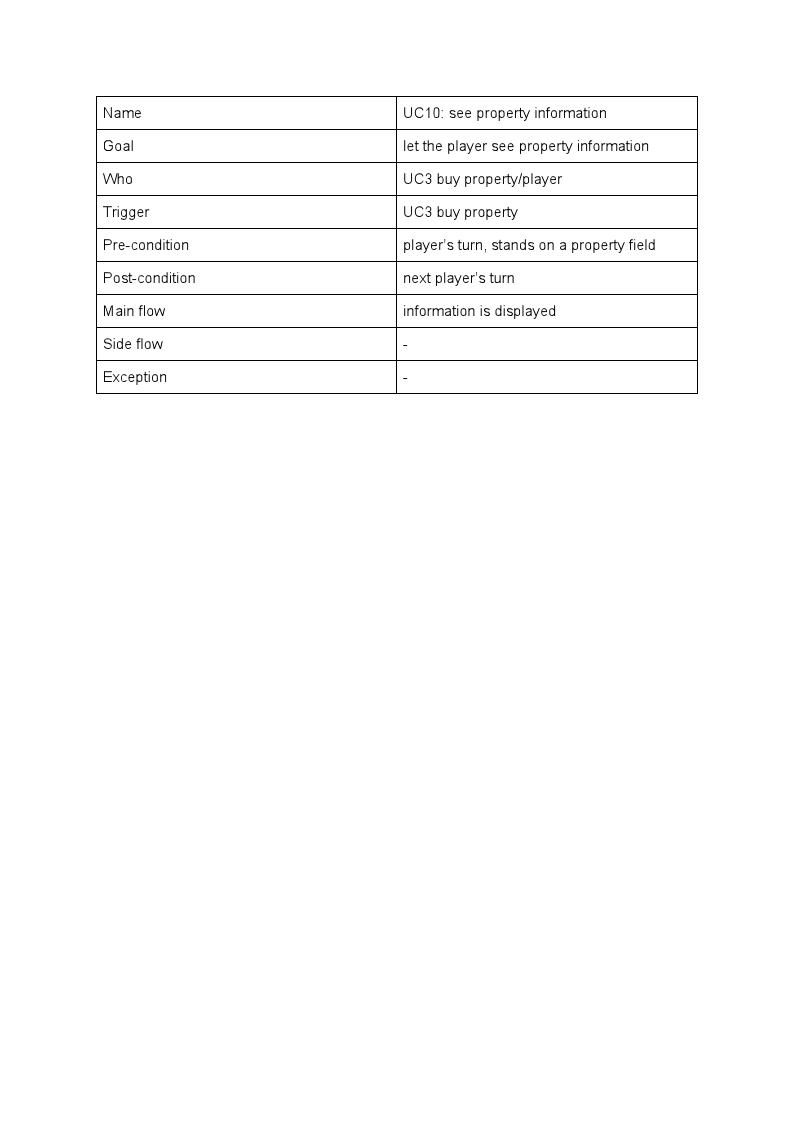 Name UC10: see property information
Goal let the player see property information
Who UC3 buy property/player
Trigger UC3 buy property
Pre-condition player’s turn, stands on a property field
Post-condition next player’s turn
Main flow information is displayed
Side flow -
Exception -